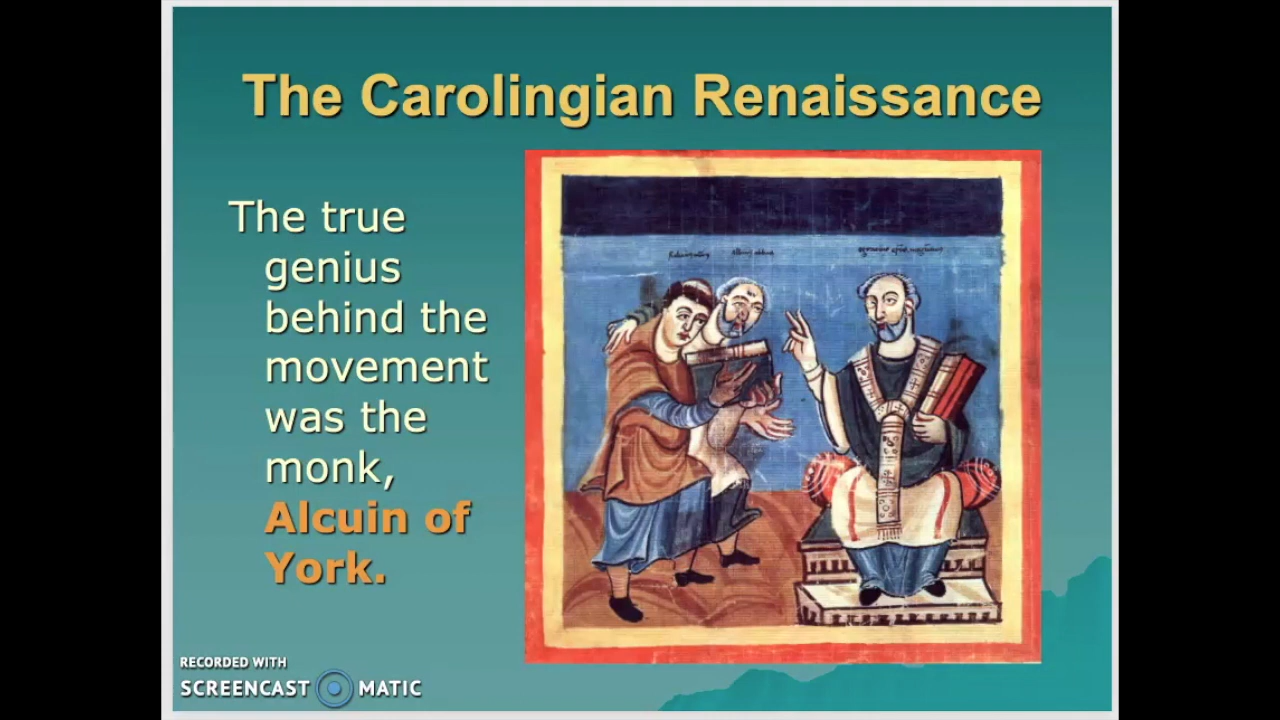 The Carolingian Renaissance
The true
genius
behind the
movement
was the
monk,
Alcuin of
York.
RECORDED WITH
SCREENCAST MATIC